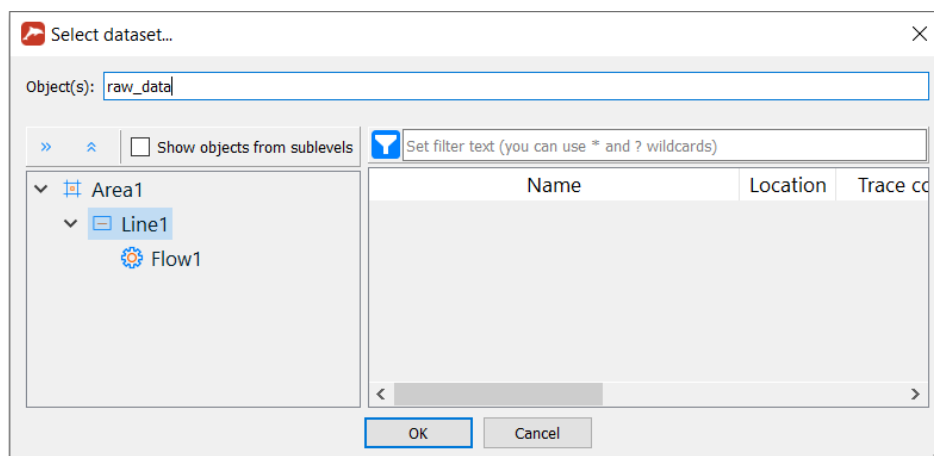 Select dataset...
Object(s): raw_data
Show objects from sublevels
Set filter text (you can use * and ? wildcards)
Name Location Trace cc
Area1
Line1
Flow1
OK Cancel